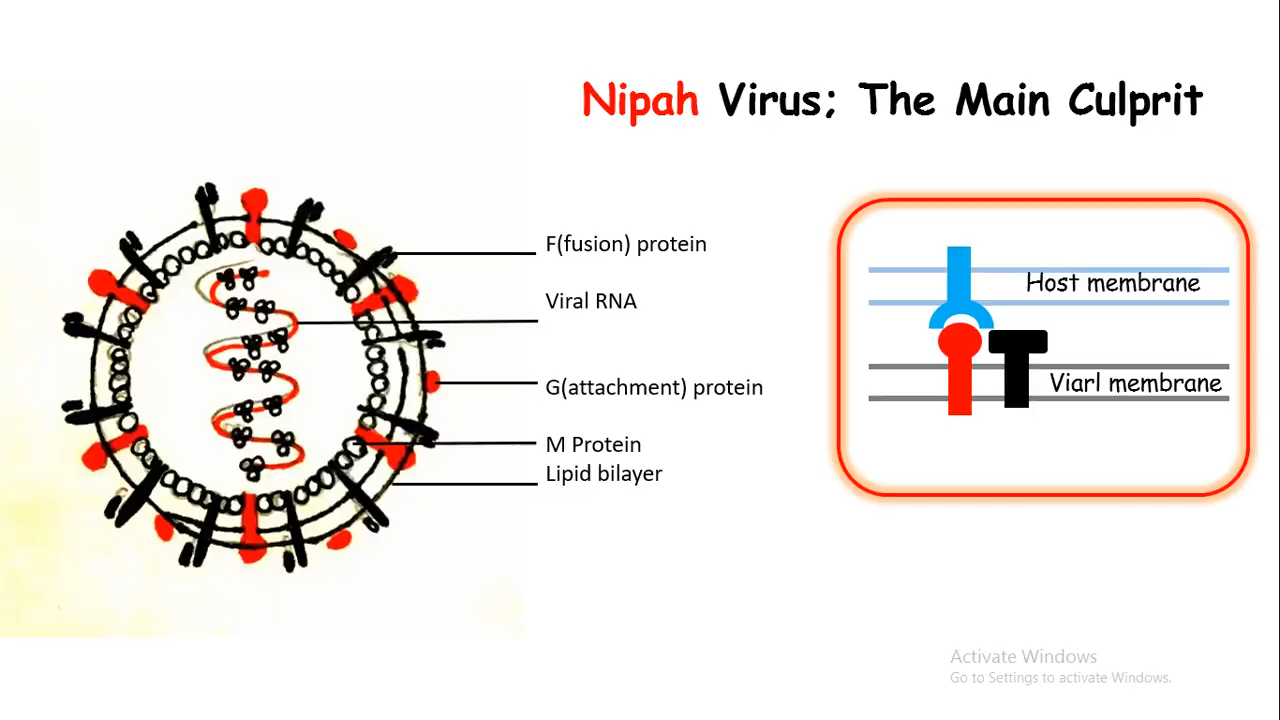 Nipah Virus; The Main Culprit
F(fusion) protein
Viral RNA
G(attachment) protein
M Protein
Lipid bilayer
Host membrane
Viarl membrane
Activate Windows
Go to Settings to activate Windows.